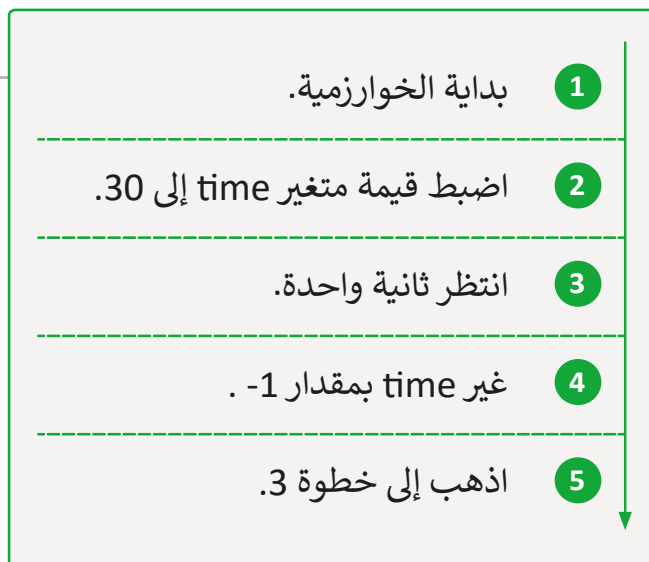 1 بداية الخوارزمية.
2 اضبط قيمة متغير time إلى 30.
3 انتظر ثانية واحدة.
4 غير time بمقدار 1- .
5 اذهب إلى خطوة 3.